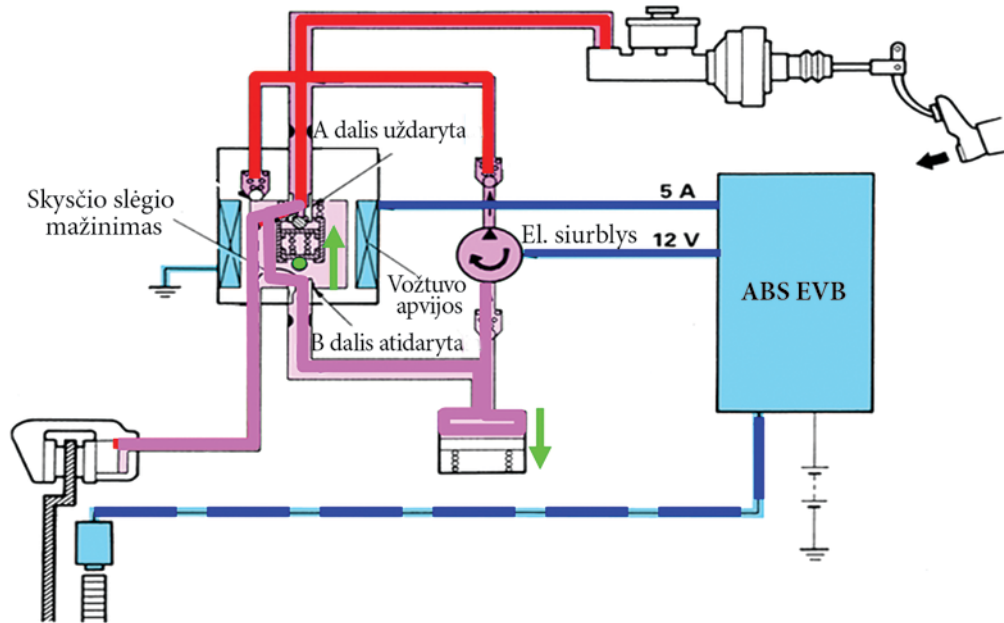 A dalis uždaryta
Skysčio slėgio
mažinimas
5 A
El. siurblys
12 V
Vožtuvo
apvijos
ABS EVB
B dalis atidaryta